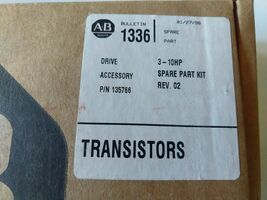 AB
BULLETIN
1336
01/27/96
SPARE
PART
DRIVE 3-10HP
ACCESSORY SPARE PART KIT
P/N 135766 REV. 02
TRANSISTORS